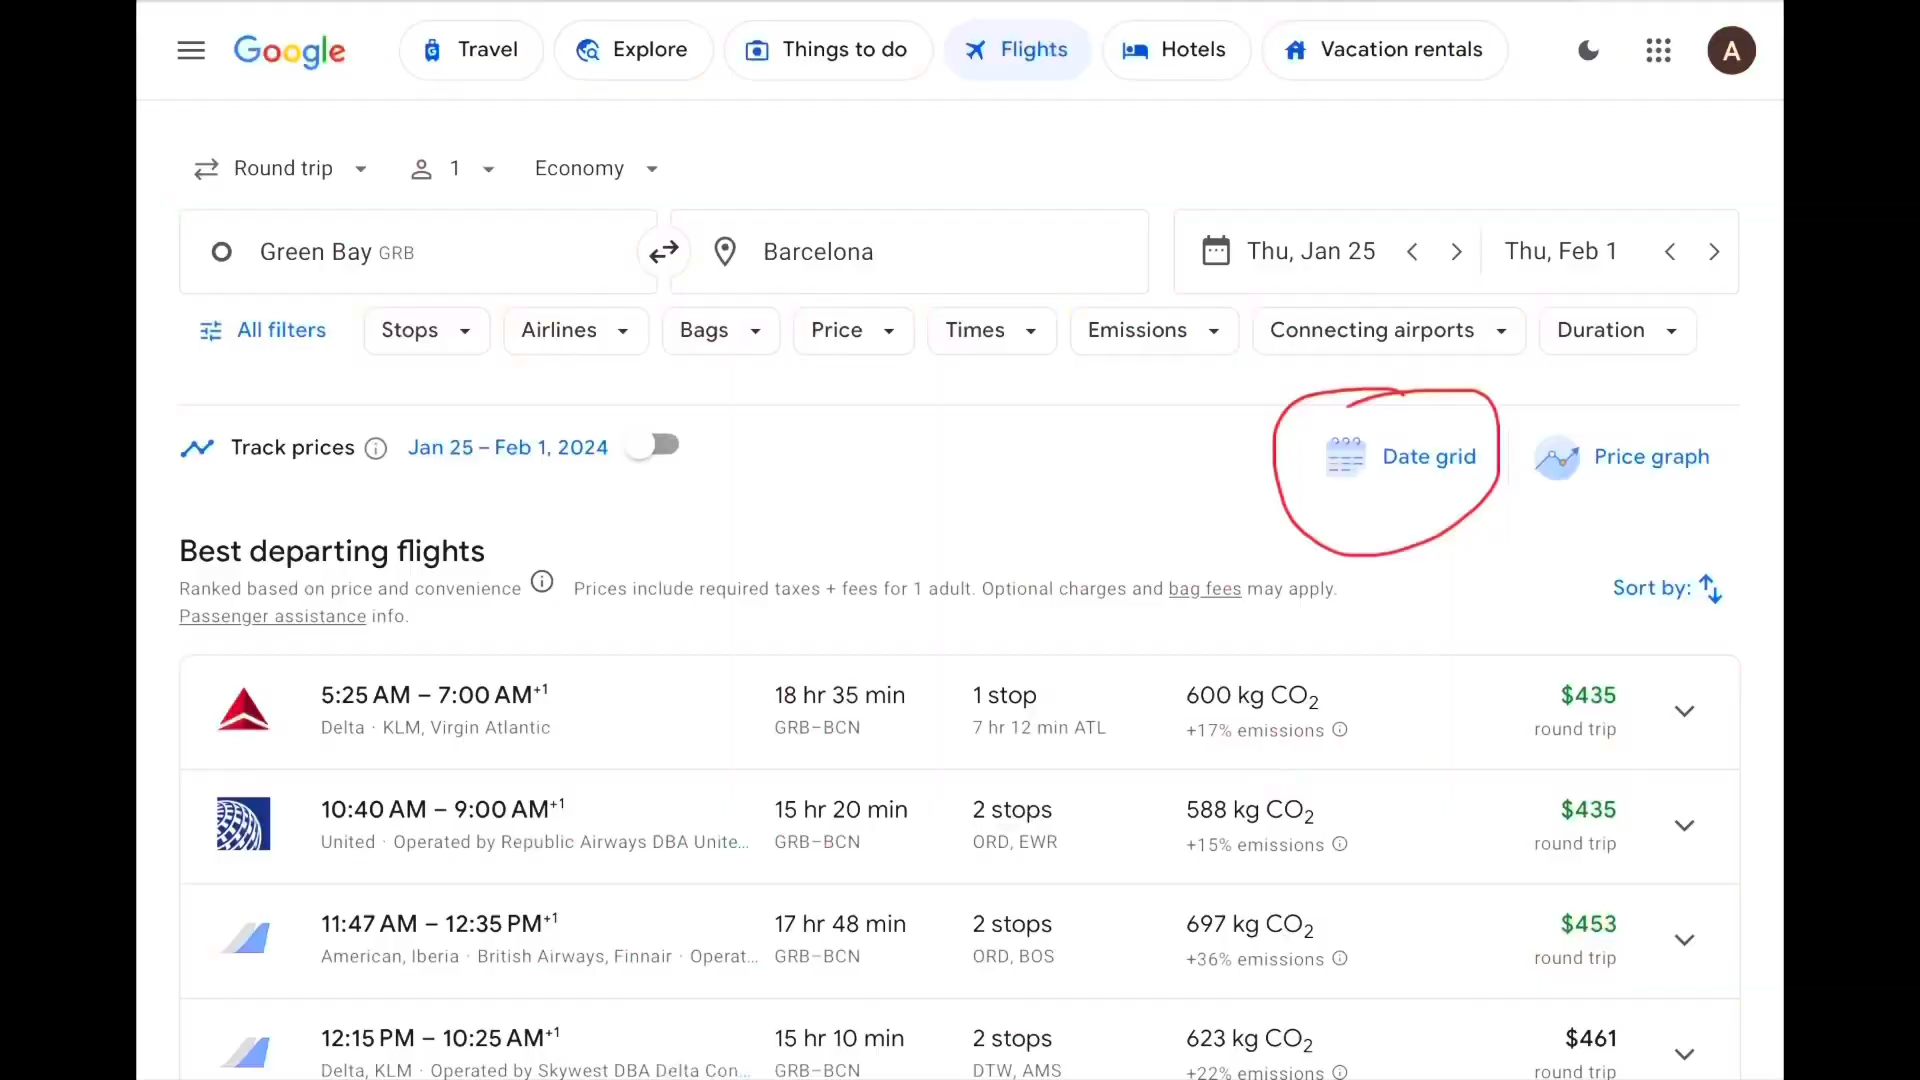 Google Travel Explore Things to do Flights Hotels Vacation rentals A
Round trip 1 Economy
Green Bay GRB Barcelona Thu, Jan 25 Thu, Feb 1
All filters Stops Airlines Bags Price Times Emissions Connecting airports Duration
Track prices Jan 25 – Feb 1, 2024 Date grid Price graph
Best departing flights
Ranked based on price and convenience Prices include required taxes + fees for 1 adult. Optional charges and bag fees may apply. Sort by:
Passenger assistance info.
5:25 AM – 7:00 AM+1 18 hr 35 min 1 stop 600 kg CO2 $435
Delta · KLM, Virgin Atlantic GRB–BCN 7 hr 12 min ATL +17% emissions round trip
10:40 AM – 9:00 AM+1 15 hr 20 min 2 stops 588 kg CO2 $435
United · Operated by Republic Airways DBA Unite... GRB–BCN ORD, EWR +15% emissions round trip
11:47 AM – 12:35 PM+1 17 hr 48 min 2 stops 697 kg CO2 $453
American, Iberia · British Airways, Finnair · Operat... GRB–BCN ORD, BOS +36% emissions round trip
12:15 PM – 10:25 AM+1 15 hr 10 min 2 stops 623 kg CO2 $461
Delta, KLM · Operated by Skywest DBA Delta Con... GRB–BCN DTW, AMS +22% emissions round trip